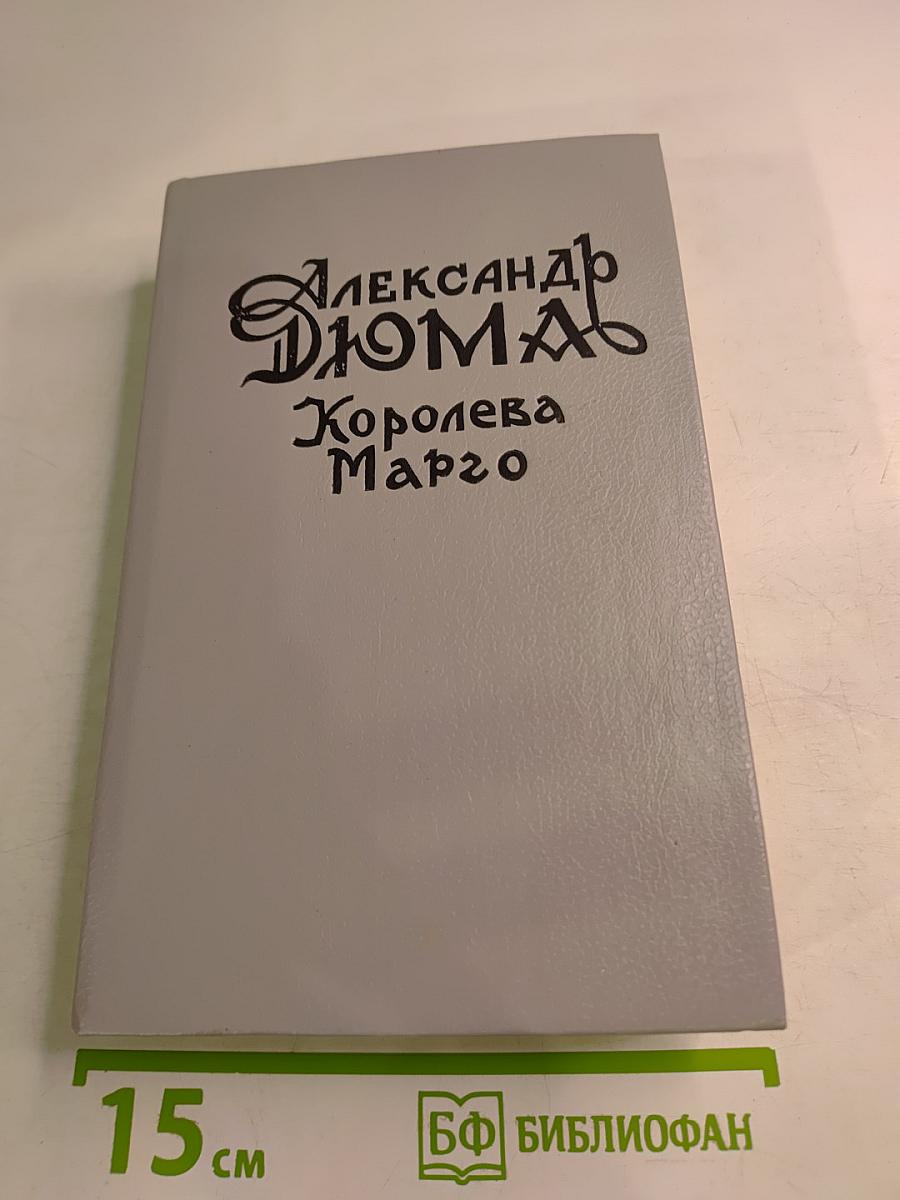 Александр
Дюма
Королева
Марго
15 см
БФ БИБЛИОФАН